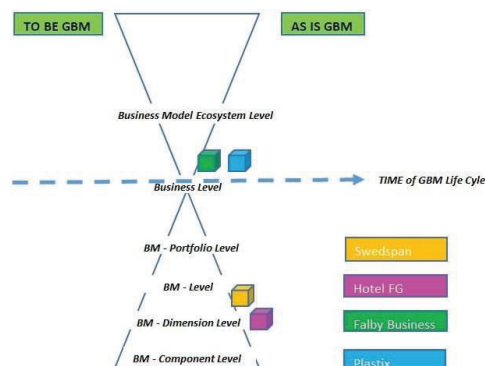 TO BE GBM
AS IS GBM
Business Model Ecosystem Level
TIME of GBM Life Cyle
Business Level
BM - Portfolio Level
Swedspan
BM - Level
Hotel FG
BM - Dimension Level
Falby Business
BM - Component Level
Plastix